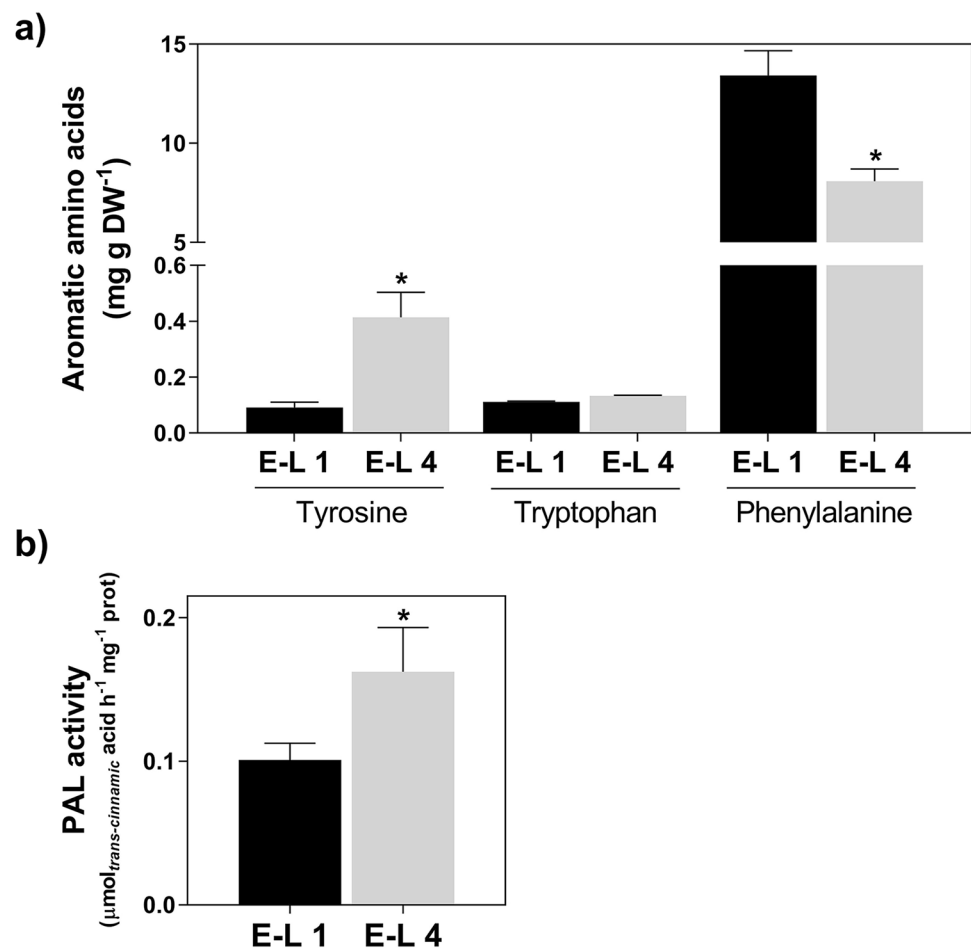 a)
Aromatic amino acids
(mg g DW⁻¹)
15
10
5
0.6
0.4
0.2
0.0
*
*
E-L 1 E-L 4 E-L 1 E-L 4 E-L 1 E-L 4
Tyrosine Tryptophan Phenylalanine
b)
PAL activity
(μmol trans-cinnamic acid h⁻¹ mg⁻¹ prot)
0.2
0.1
0.0
*
E-L 1 E-L 4